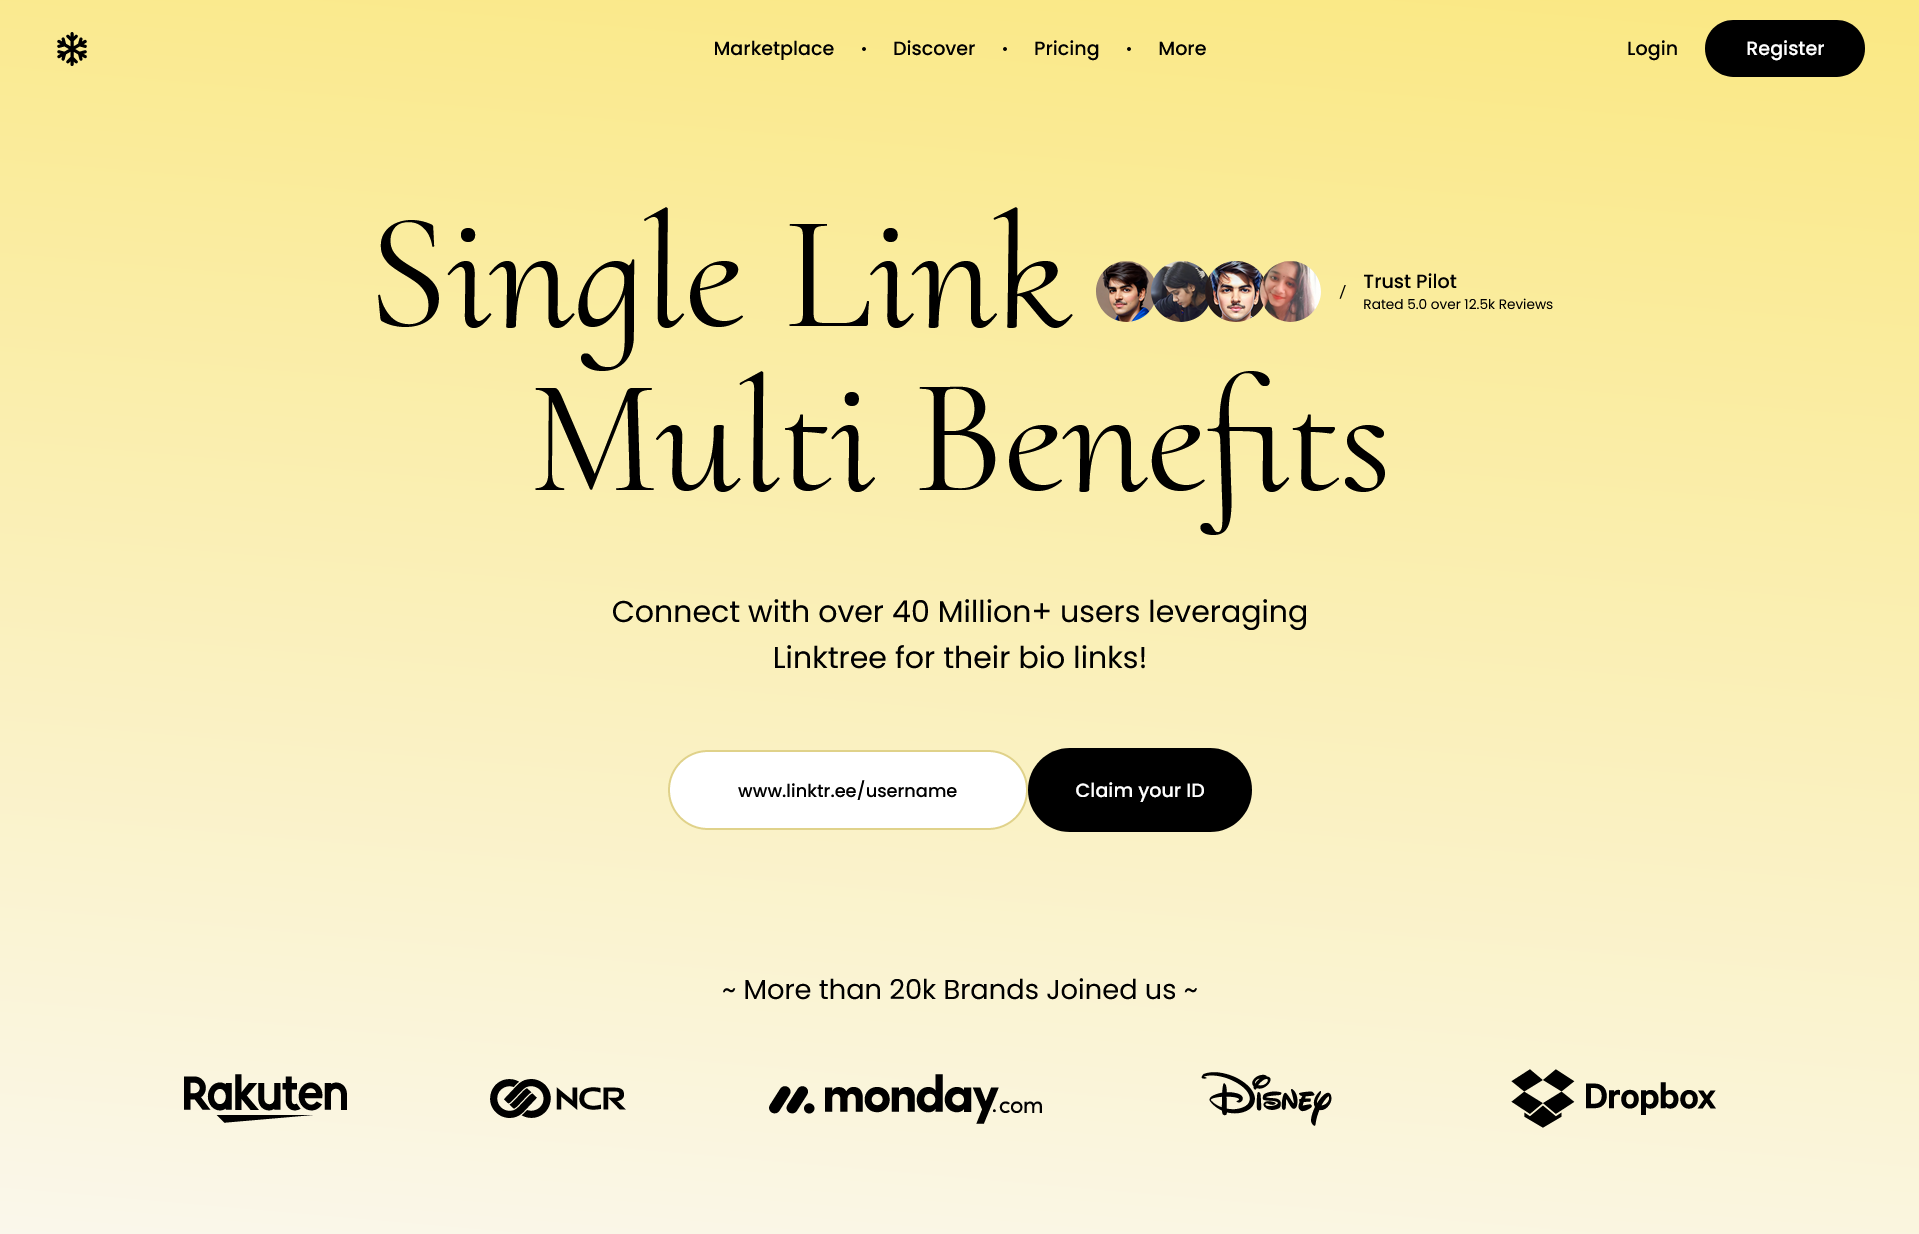 Marketplace • Discover • Pricing • More
Login
Register
Single Link
/ Trust Pilot
Rated 5.0 over 12.5k Reviews
Multi Benefits
Connect with over 40 Million+ users leveraging
Linktree for their bio links!
www.linktr.ee/username
Claim your ID
~ More than 20k Brands Joined us ~
Rakuten
NCR
monday.com
Disney
Dropbox